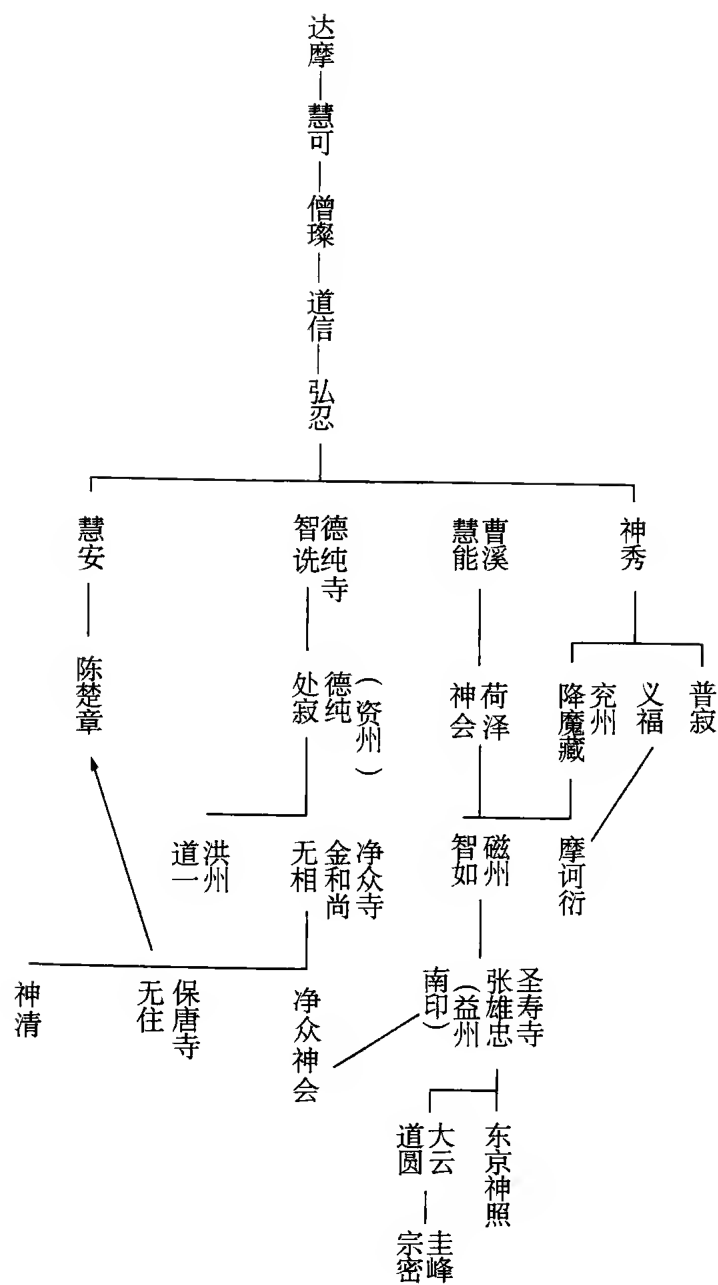 达摩
慧可
僧璨
道信
弘忍
神秀
曹溪
慧能
德纯寺
智诜
慧安
普寂
义福
兖州
降魔藏
荷泽
神会
(资州)
德纯
处寂
陈楚章
摩诃衍
磁州
智如
净众寺
金和尚
无相
洪州
道一
圣寿寺
张雄忠
(益州
南印)
净众神会
保唐寺
无住
神清
东京神照
大云
道圆
圭峰
宗密